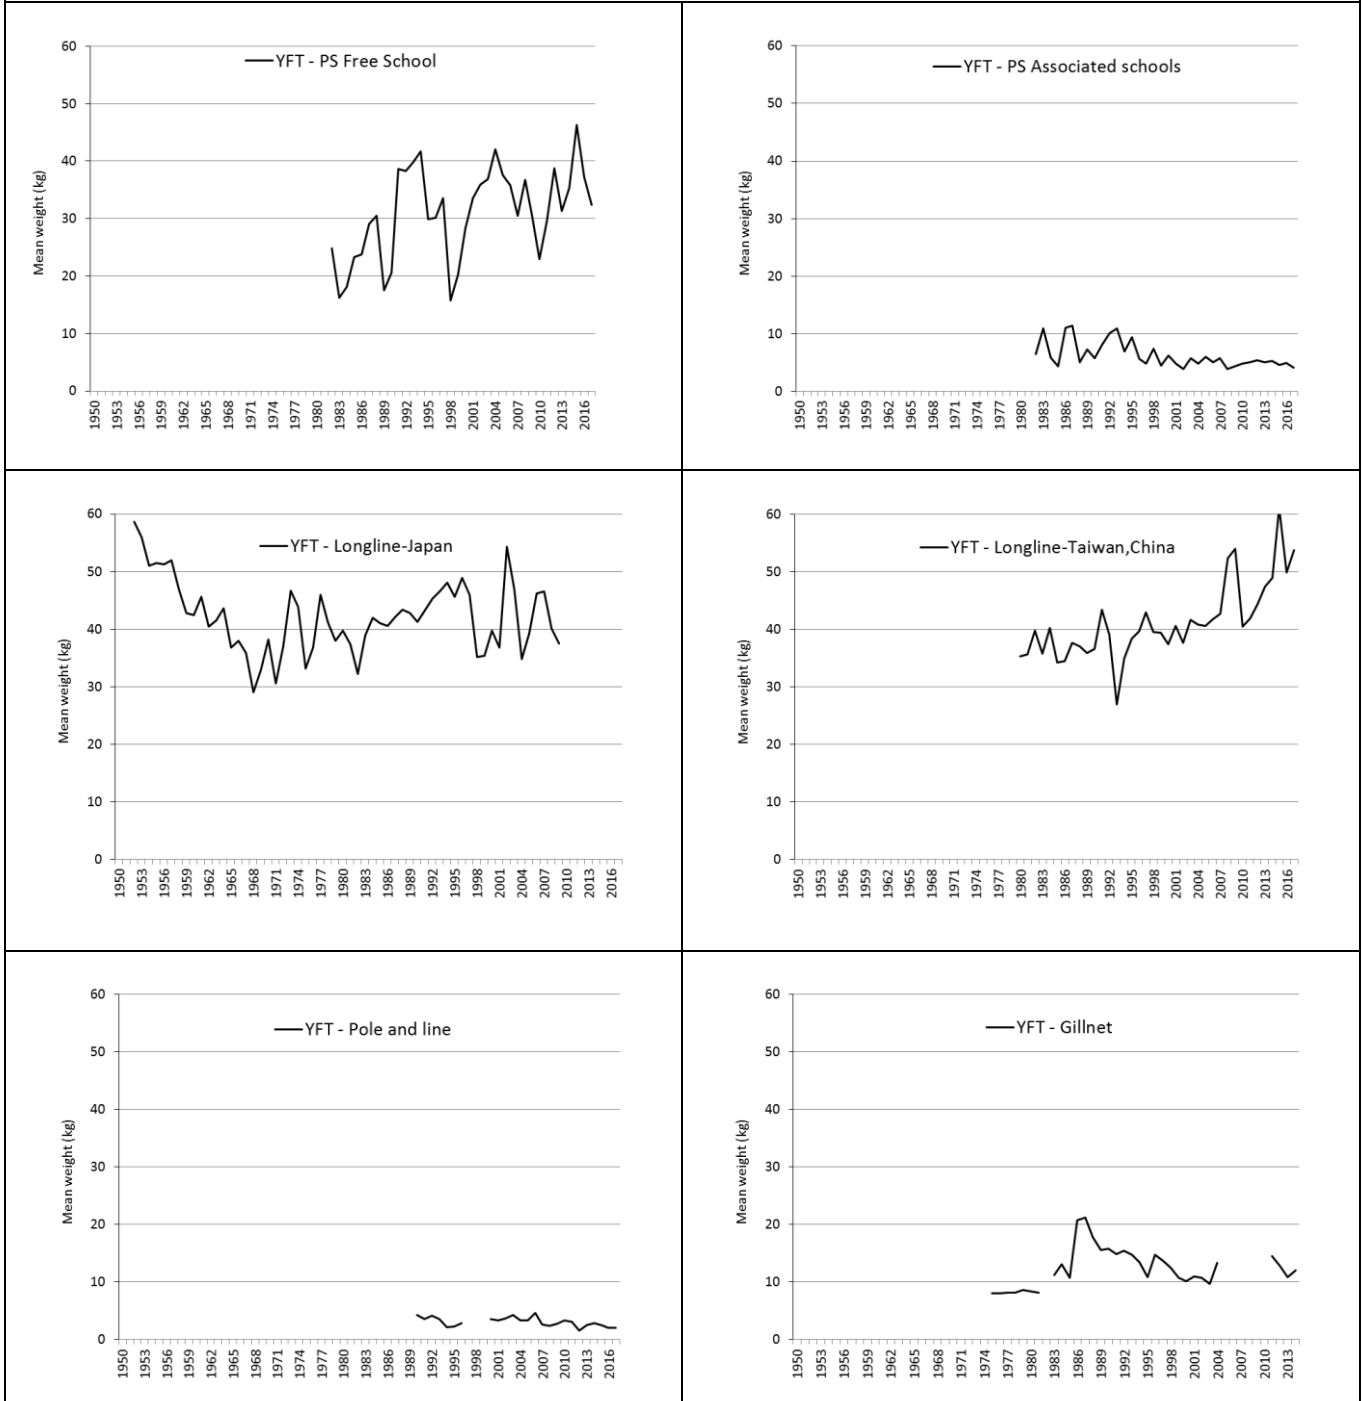 YFT - PS Free School
Mean weight (kg)
60
50
40
30
20
10
0
1950 1953 1956 1959 1962 1965 1968 1971 1974 1977 1980 1983 1986 1989 1992 1995 1998 2001 2004 2007 2010 2013 2016
YFT - PS Associated schools
Mean weight (kg)
60
50
40
30
20
10
0
1950 1953 1956 1959 1962 1965 1968 1971 1974 1977 1980 1983 1986 1989 1992 1995 1998 2001 2004 2007 2010 2013 2016
YFT - Longline-Japan
Mean weight (kg)
60
50
40
30
20
10
0
1950 1953 1956 1959 1962 1965 1968 1971 1974 1977 1980 1983 1986 1989 1992 1995 1998 2001 2004 2007 2010 2013 2016
YFT - Longline-Taiwan,China
Mean weight (kg)
60
50
40
30
20
10
0
1950 1953 1956 1959 1962 1965 1968 1971 1974 1977 1980 1983 1986 1989 1992 1995 1998 2001 2004 2007 2010 2013 2016
YFT - Pole and line
Mean weight (kg)
60
50
40
30
20
10
0
1950 1953 1956 1959 1962 1965 1968 1971 1974 1977 1980 1983 1986 1989 1992 1995 1998 2001 2004 2007 2010 2013 2016
YFT - Gillnet
Mean weight (kg)
60
50
40
30
20
10
0
1950 1953 1956 1959 1962 1965 1968 1971 1974 1977 1980 1983 1986 1989 1992 1995 1998 2001 2004 2007 2010 2013